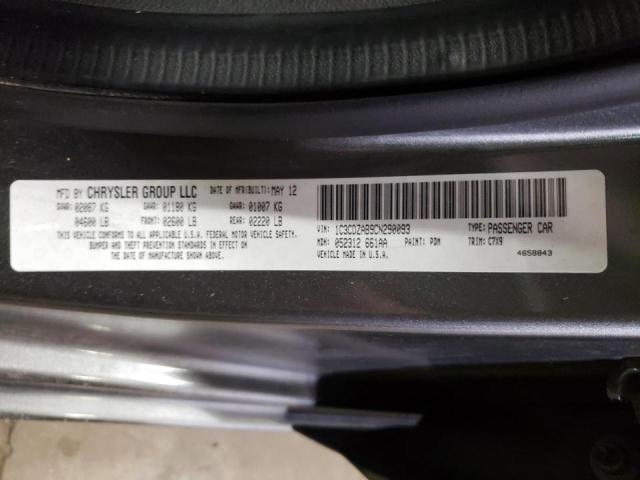 MFD BY CHRYSLER GROUP LLC DATE OF MFR(BUILT): MAY 12
GVWR: 02087 KG GAWR: 01180 KG GAWR: 01007 KG
04600 LB FRONT: 02600 LB REAR: 02220 LB
THIS VEHICLE CONFORMS TO ALL APPLICABLE U.S.A. FEDERAL MOTOR VEHICLE SAFETY,
BUMPER AND THEFT PREVENTION STANDARDS IN EFFECT ON
THE DATE OF MANUFACTURE SHOWN ABOVE.
VIN: 1C3CDZAB9CN290093 TYPE: PASSENGER CAR
MDH: 052312 661AA PAINT: PDM TRIM: C7X9
VEHICLE MADE IN U.S.A. 4658843